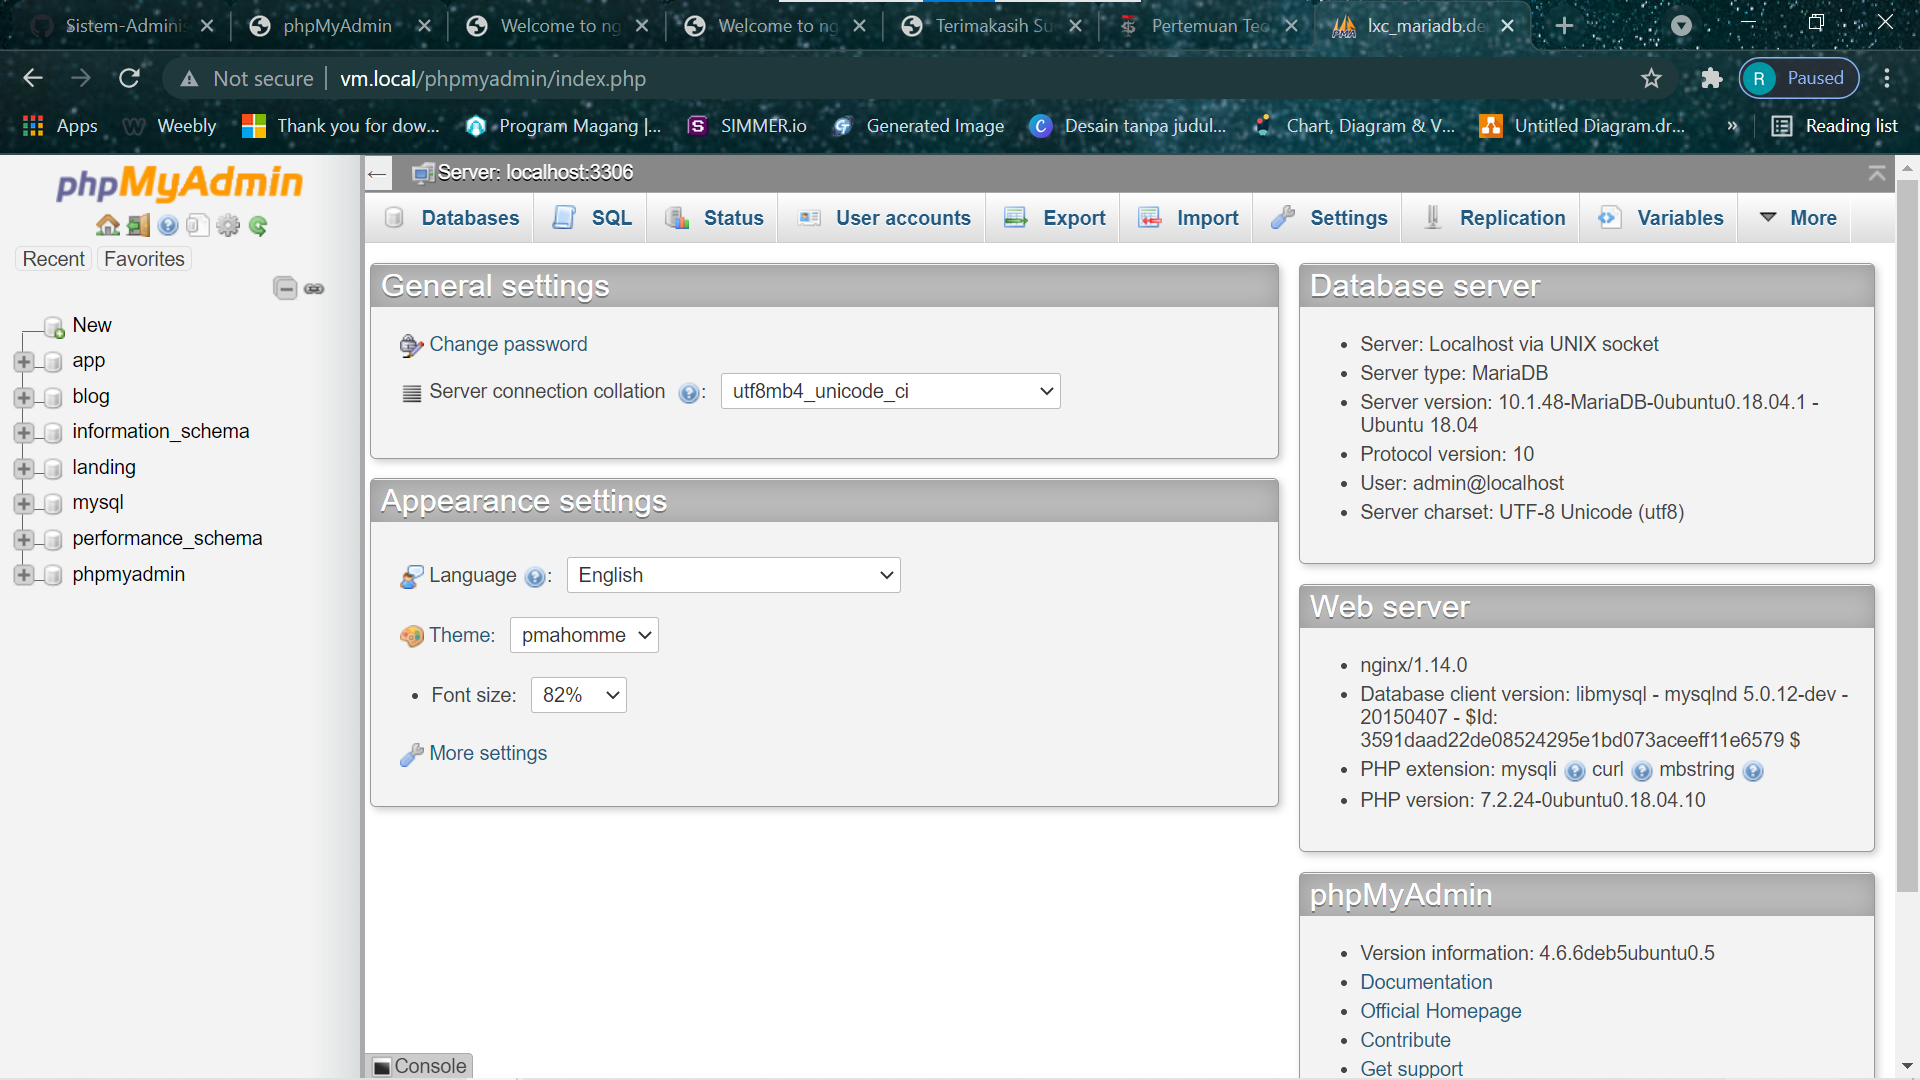 Sistem-Adminis
phpMyAdmin
Welcome to ng
Welcome to ng
Terimakasih Su
Pertemuan Tec
lxc_mariadb.de
Not secure
vm.local/phpmyadmin/index.php
R
Paused
Apps
Weebly
Thank you for dow...
Program Magang |...
SIMMER.io
Generated Image
Desain tanpa judul...
Chart, Diagram & V...
Untitled Diagram.dr...
»
Reading list
phpMyAdmin
Recent
Favorites
New
app
blog
information_schema
landing
mysql
performance_schema
phpmyadmin
Server: localhost:3306
Databases
SQL
Status
User accounts
Export
Import
Settings
Replication
Variables
More
General settings
Change password
Server connection collation
:
utf8mb4_unicode_ci
Appearance settings
Language
:
English
Theme:
pmahomme
• Font size:
82%
More settings
Database server
• Server: Localhost via UNIX socket
• Server type: MariaDB
• Server version: 10.1.48-MariaDB-0ubuntu0.18.04.1 -
Ubuntu 18.04
• Protocol version: 10
• User: admin@localhost
• Server charset: UTF-8 Unicode (utf8)
Web server
• nginx/1.14.0
• Database client version: libmysql - mysqlnd 5.0.12-dev -
20150407 - $Id:
3591daad22de08524295e1bd073aceeff11e6579 $
• PHP extension: mysqli curl mbstring
• PHP version: 7.2.24-0ubuntu0.18.04.10
phpMyAdmin
• Version information: 4.6.6deb5ubuntu0.5
• Documentation
• Official Homepage
• Contribute
• Get support
Console